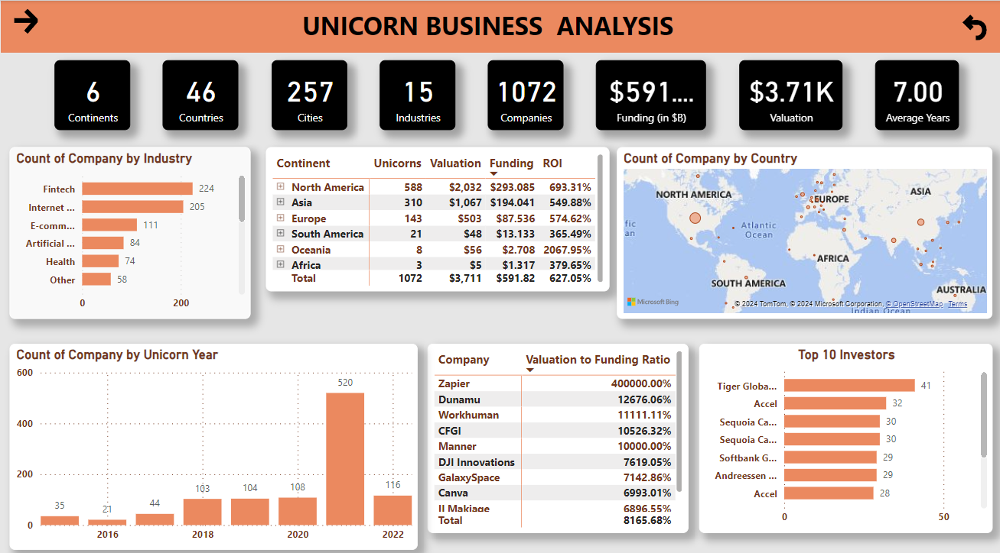 UNICORN BUSINESS ANALYSIS
6
Continents
46
Countries
257
Cities
15
Industries
1072
Companies
$591....
Funding (in $B)
$3.71K
Valuation
7.00
Average Years
Count of Company by Industry
Fintech 224
Internet ... 205
E-comm... 111
Artificial ... 84
Health 74
Other 58
0 200
Continent Unicorns Valuation Funding ROI
North America 588 $2,032 $293.085 693.31%
Asia 310 $1,067 $194.041 549.88%
Europe 143 $503 $87.536 574.62%
South America 21 $48 $13.133 365.49%
Oceania 8 $56 $2.708 2067.95%
Africa 3 $5 $1.317 379.65%
Total 1072 $3,711 $591.82 627.05%
Count of Company by Country
NORTH AMERICA
EUROPE
ASIA
fic
an
Atlantic
Ocean
AFRICA
SOUTH AMERICA
AUSTRALIA
Microsoft Bing
© 2024 TomTom, © 2024 Microsoft Corporation, © OpenStreetMap Terms
Indian Ocean
Count of Company by Unicorn Year
600
400
200
0
35
21
44
103
104
108
520
116
2016 2018 2020 2022
Company Valuation to Funding Ratio
Zapier 400000.00%
Dunamu 12676.06%
Workhuman 11111.11%
CFGI 10526.32%
Manner 10000.00%
DJI Innovations 7619.05%
GalaxySpace 7142.86%
Canva 6993.01%
Il Makiage 6896.55%
Total 8165.68%
Top 10 Investors
Tiger Globa... 41
Accel 32
Sequoia Ca... 30
Sequoia Ca... 30
Softbank G... 29
Andreessen ... 29
Accel 28
0 50